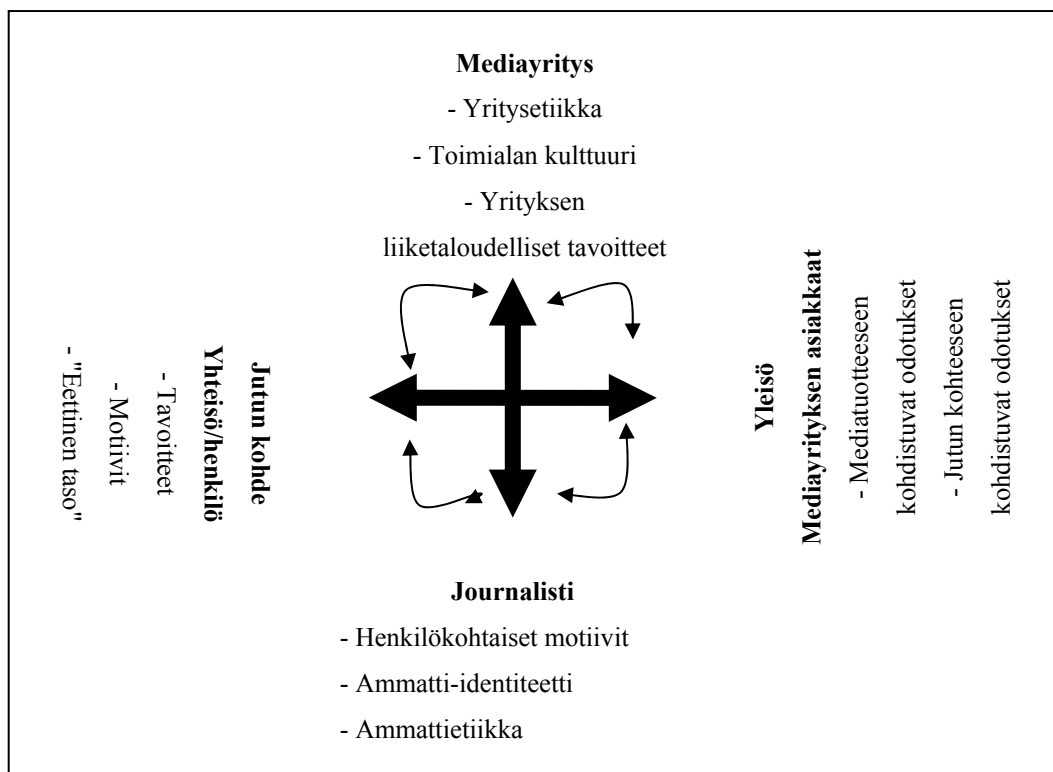 Mediayritys
- Yritysetiikka
- Toimialan kulttuuri
- Yrityksen
liiketaloudelliset tavoitteet
Jutun kohde
Yhteisö/henkilö
- Tavoitteet
- Motiivit
- "Eettinen taso"
Yleisö
Mediayrityksen asiakkaat
- Mediatuotteeseen
kohdistuvat odotukset
- Jutun kohteeseen
kohdistuvat odotukset
Journalisti
- Henkilökohtaiset motiivit
- Ammatti-identiteetti
- Ammattietiikka